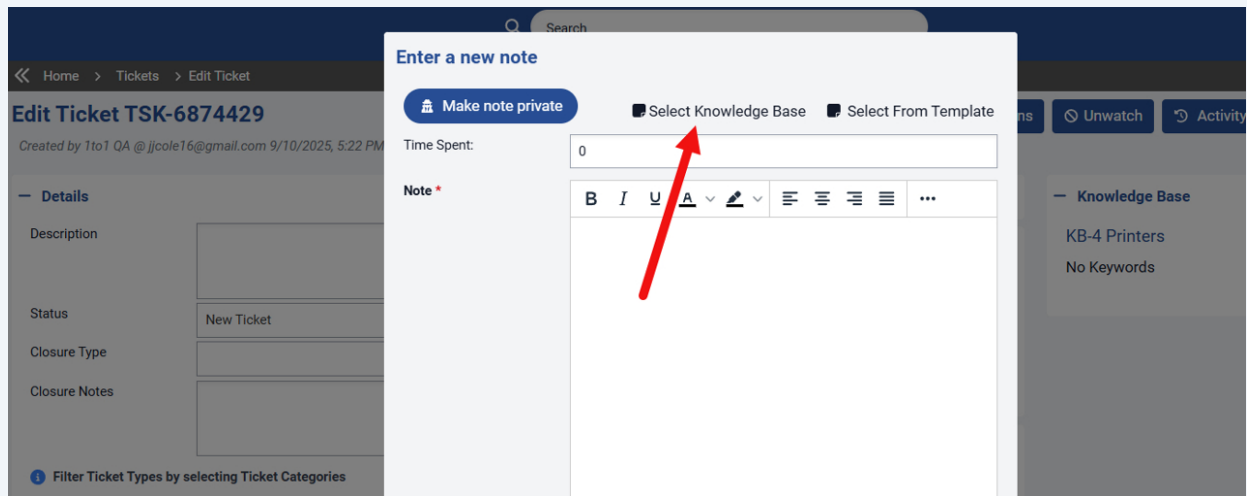 Search
Home > Tickets > Edit Ticket
Edit Ticket TSK-6874429
Created by 1to1 QA @ jjcole16@gmail.com 9/10/2025, 5:22 PM
Details
Description
Status
New Ticket
Closure Type
Closure Notes
Filter Ticket Types by selecting Ticket Categories
Enter a new note
Make note private
Select Knowledge Base
Select From Template
Time Spent:
0
Note *
B I U A
ns
Unwatch
Activity
Knowledge Base
KB-4 Printers
No Keywords